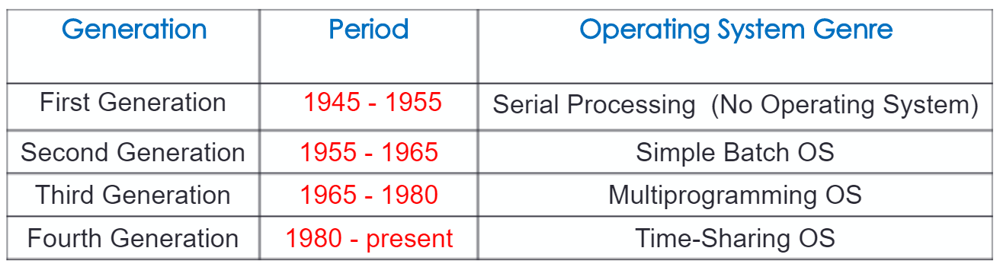 Generation Period Operating System Genre
First Generation 1945 - 1955 Serial Processing (No Operating System)
Second Generation 1955 - 1965 Simple Batch OS
Third Generation 1965 - 1980 Multiprogramming OS
Fourth Generation 1980 - present Time-Sharing OS